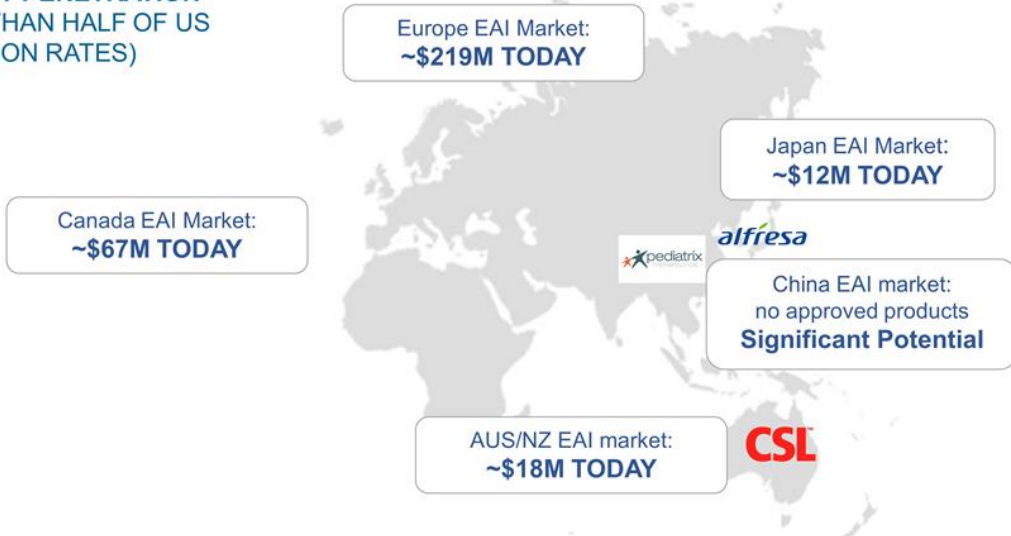 THAN HALF OF US
ON RATES)
Europe EAI Market:
~$219M TODAY
Japan EAI Market:
~$12M TODAY
Canada EAI Market:
~$67M TODAY
alfresa
pediatrix
China EAI market:
no approved products
Significant Potential
AUS/NZ EAI market:
~$18M TODAY
CSL